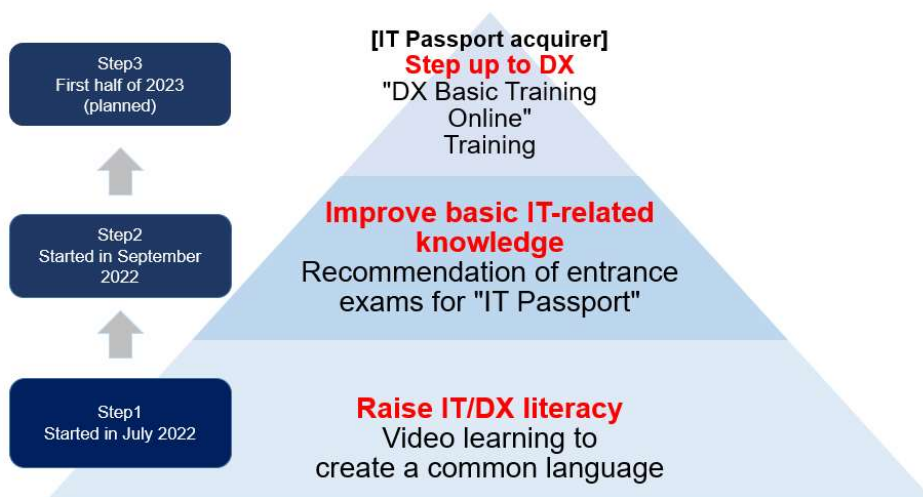 Step3
First half of 2023
(planned)
[IT Passport acquirer]
Step up to DX
"DX Basic Training
Online"
Training
Step2
Started in September
2022
Improve basic IT-related
knowledge
Recommendation of entrance
exams for "IT Passport"
Step1
Started in July 2022
Raise IT/DX literacy
Video learning to
create a common language